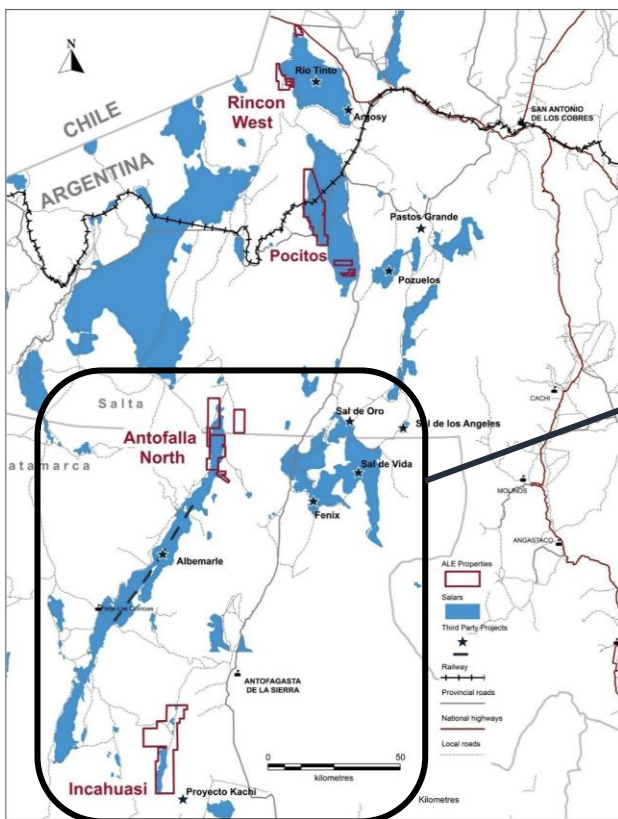 N
CHILE
ARGENTINA
Rio Tinto
Rincon
West
Argosy
SAN ANTONIO
DE LOS COBRES
Pastos Grande
Pocitos
Pozuelos
Salta
CACHI
Sal de Oro
Sal de los Angeles
Antofalla
North
atamarca
Sal de Vida
MOLINOS
Fenix
ANGASTACO
Albemarle
ALE Properties
Salars
Third Party Projects
ANTOFAGASTA
DE LA SIERRA
Railway
Provincial roads
National highways
Local roads
0 50
kilometres
Incahuasi
Proyecto Kachi
Kilometres